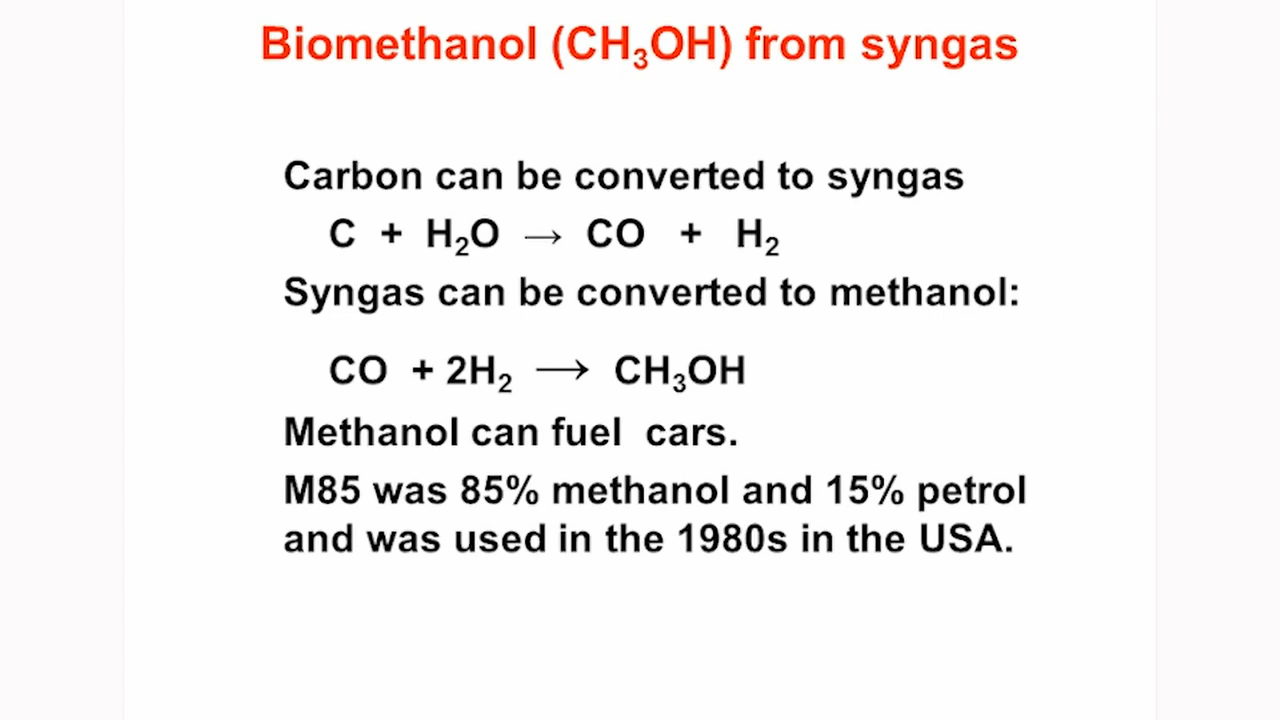 Biomethanol (CH₃OH) from syngas
Carbon can be converted to syngas
C + H₂O → CO + H₂
Syngas can be converted to methanol:
CO + 2H₂ → CH₃OH
Methanol can fuel cars.
M85 was 85% methanol and 15% petrol
and was used in the 1980s in the USA.